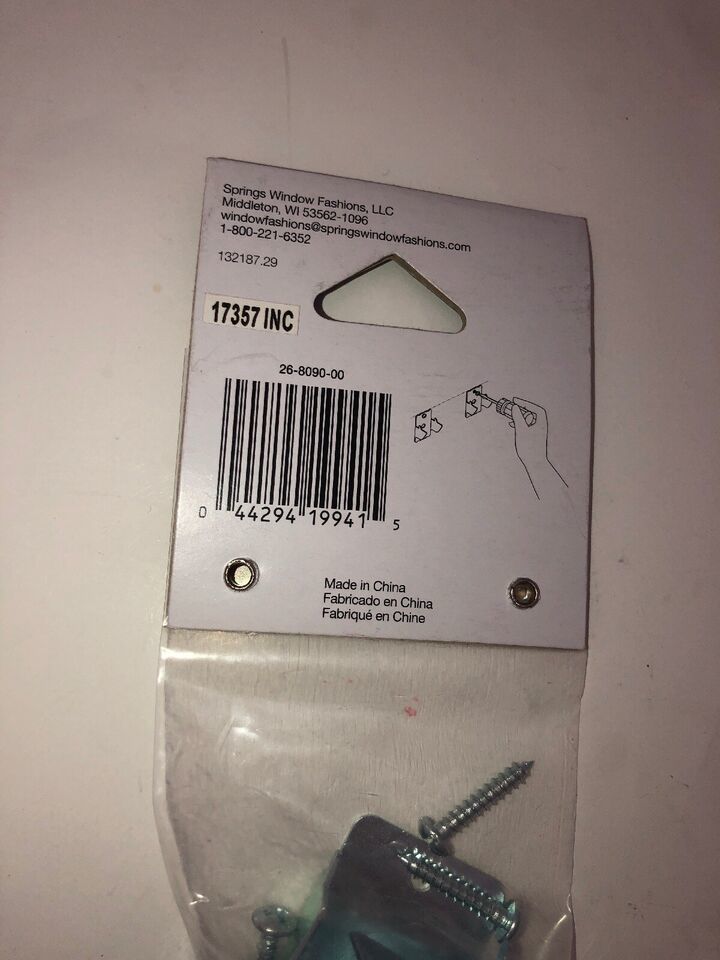 Springs Window Fashions, LLC
Middleton, WI 53562-1096
windowfashions@springswindowfashions.com
1-800-221-6352
132187.29
17357 INC
26-8090-00
0 44294 19941 5
Made in China
Fabricado en China
Fabriqué en Chine